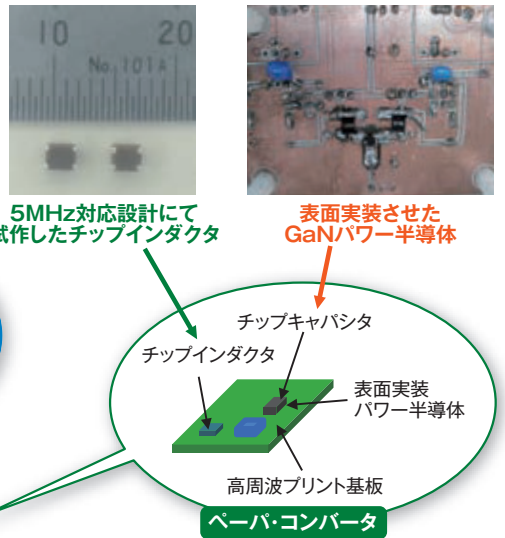 10 20
No.101A
5MHz対応設計にて
試作したチップインダクタ
表面実装させた
GaNパワー半導体
チップキャパシタ
チップインダクタ
表面実装
パワー半導体
高周波プリント基板
ペーパ・コンバータ